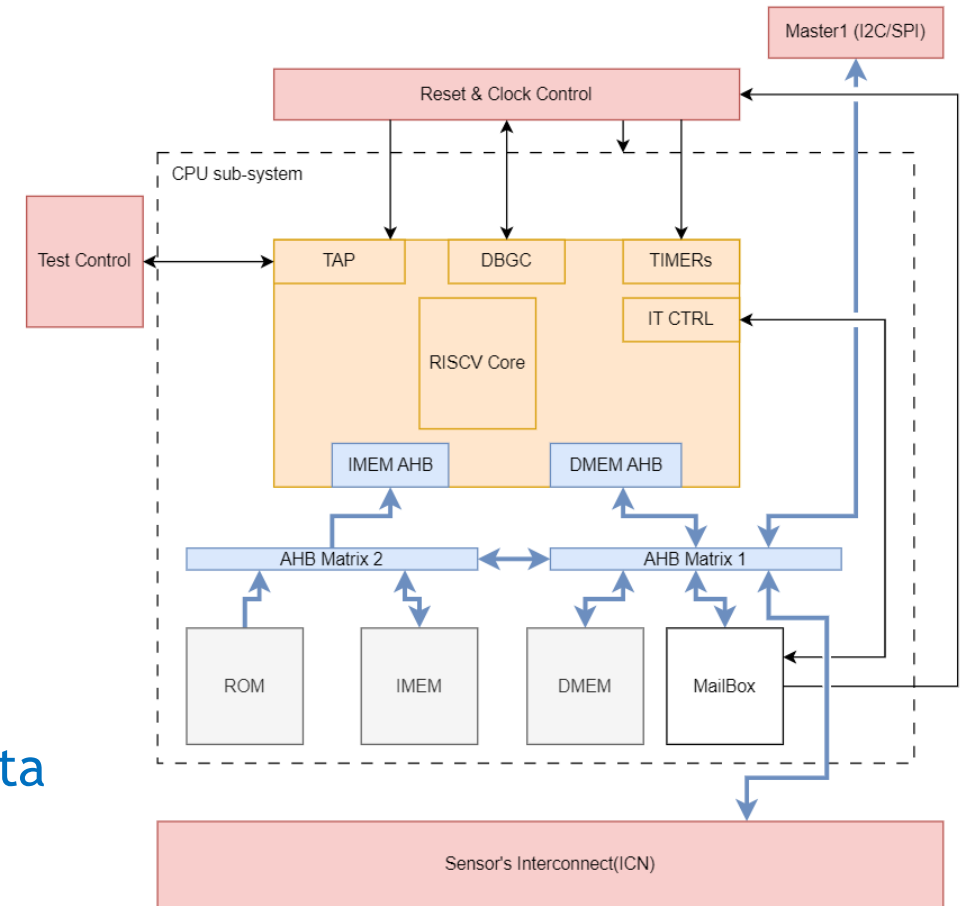 Master1 (I2C/SPI)
Reset & Clock Control
CPU sub-system
Test Control
TAP
DBGC
TIMERs
IT CTRL
RISCV Core
IMEM AHB
DMEM AHB
AHB Matrix 2
AHB Matrix 1
ROM
IMEM
DMEM
MailBox
ta
Sensor's Interconnect(ICN)